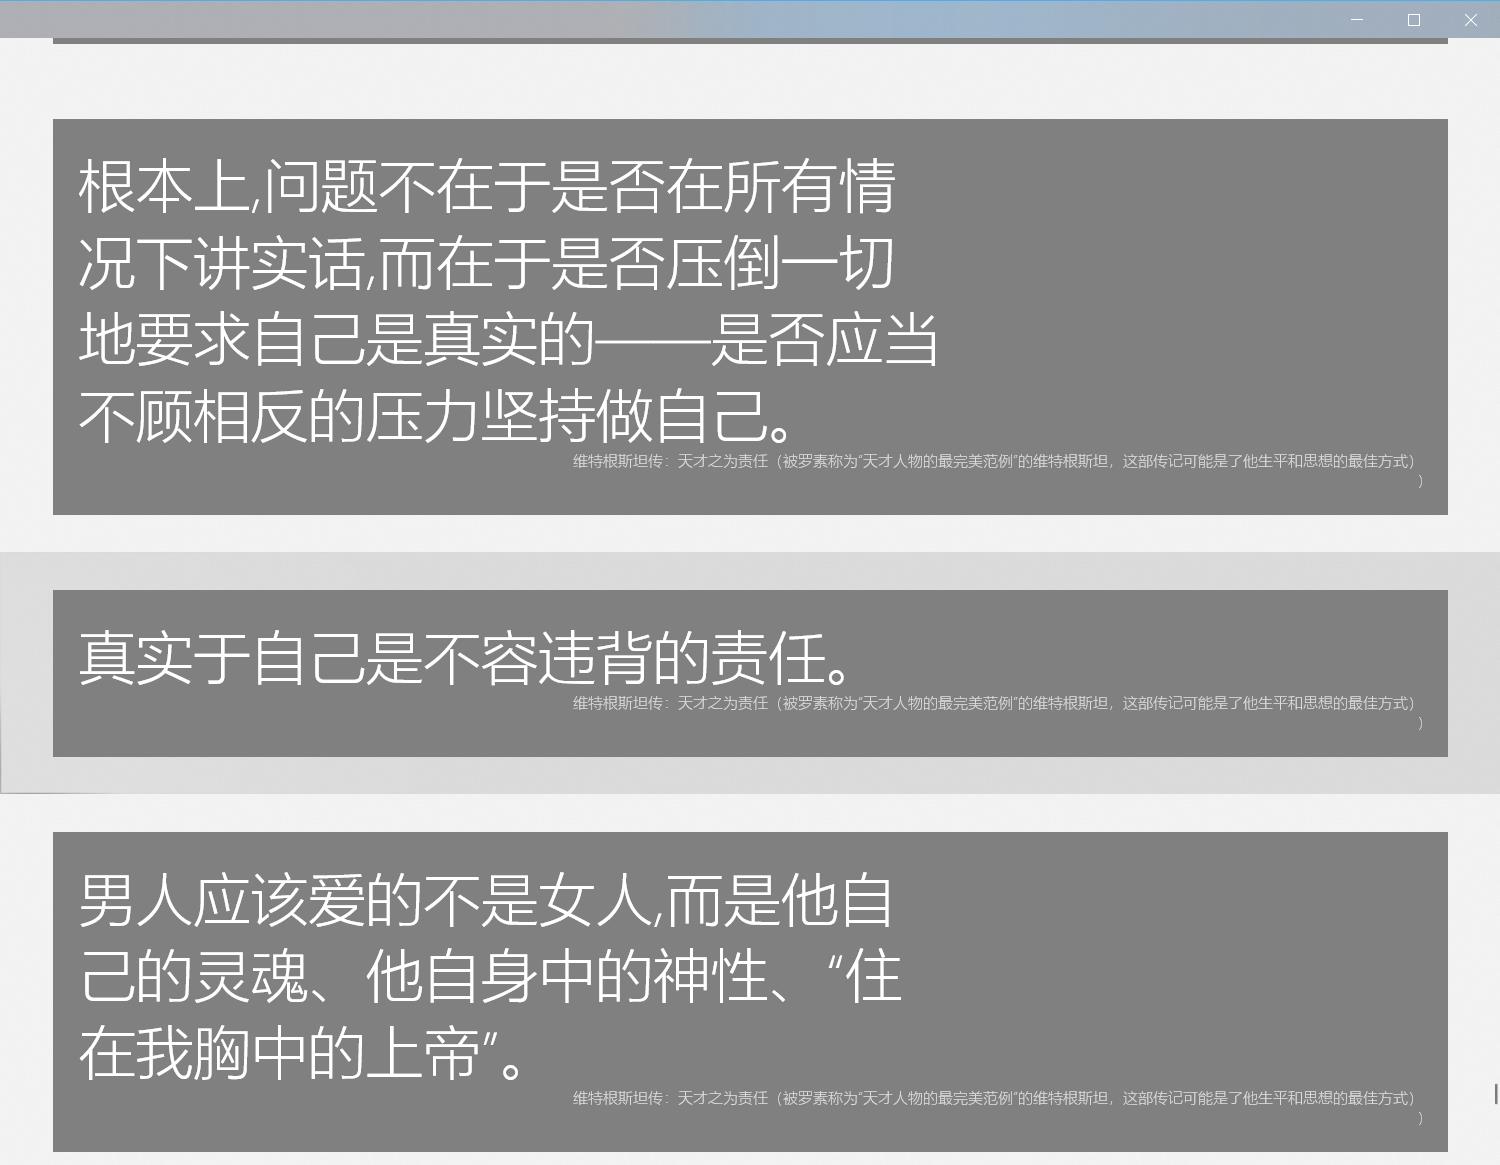 根本上,问题不在于是否在所有情
况下讲实话,而在于是否压倒一切
地要求自己是真实的——是否应当
不顾相反的压力坚持做自己。
维特根斯坦传：天才之为责任（被罗素称为“天才人物的最完美范例”的维特根斯坦，这部传记可能是了他生平和思想的最佳方式）
）
真实于自己是不容违背的责任。
维特根斯坦传：天才之为责任（被罗素称为“天才人物的最完美范例”的维特根斯坦，这部传记可能是了他生平和思想的最佳方式）
）
男人应该爱的不是女人,而是他自
己的灵魂、他自身中的神性、“住
在我胸中的上帝”。
维特根斯坦传：天才之为责任（被罗素称为“天才人物的最完美范例”的维特根斯坦，这部传记可能是了他生平和思想的最佳方式）
）